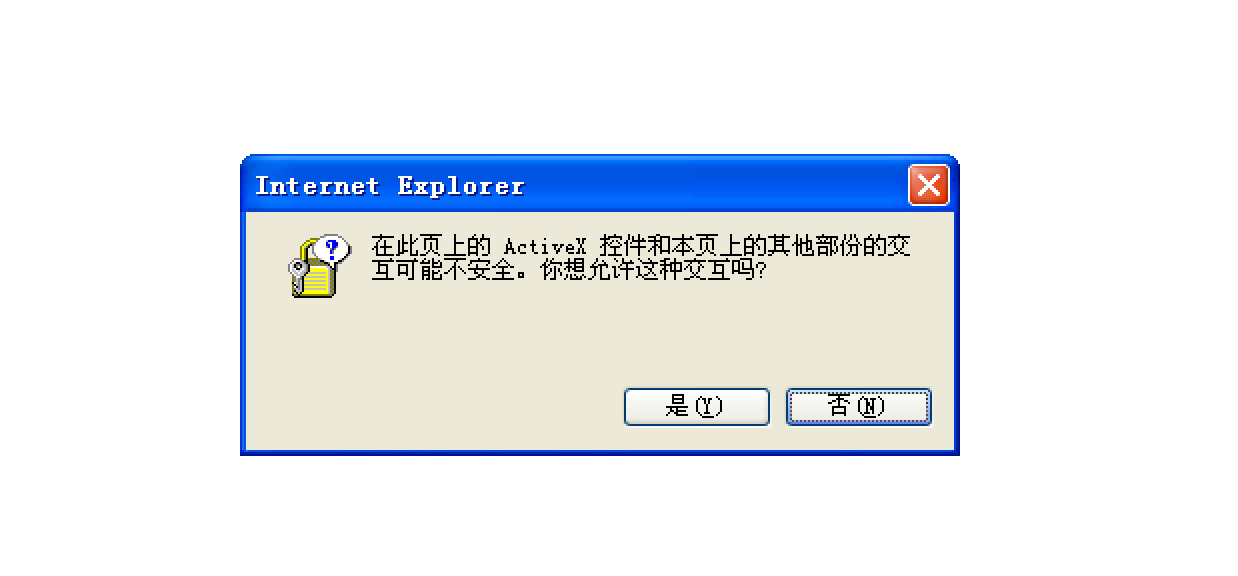 Internet Explorer
在此页上的 ActiveX 控件和本页上的其他部份的交
互可能不安全。你想允许这种交互吗?
是(Y) 否(N)